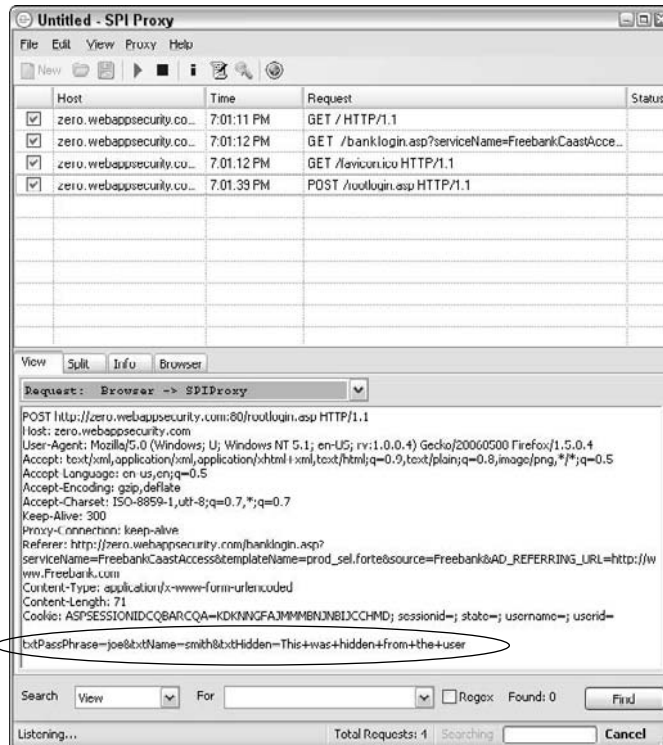 Untitled - SPI Proxy
File Edit View Proxy Help
New
Host Time Request Status
zero.webappsecurity.co... 7:01:11 PM GET / HTTP/1.1
zero.webappsecurity.co... 7:01:12 PM GET /banklogin.asp?serviceName=FreebankCaastAcce...
zero.webappsecurity.co... 7:01:12 PM GET /favicon.ico HTTP/1.1
zero.webappsecurity.co... 7:01:39 PM POST /rootlogin.asp HTTP/1.1
View Split Info Browser
Request: Browser -> SPIProxy
POST http://zero.webappsecurity.com:80/rootlogin.asp HTTP/1.1
Host: zero.webappsecurity.com
User-Agent: Mozilla/5.0 (Windows; U; Windows NT 5.1; en-US; rv:1.0.0.4) Gecko/20060500 Firefox/1.5.0.4
Accept: text/xml,application/xml,application/xhtml+xml,text/html;q=0.9,text/plain;q=0.8,image/png,*/*;q=0.5
Accept-Language: en-us,en;q=0.5
Accept-Encoding: gzip,deflate
Accept-Charset: ISO-8859-1,utf-8;q=0.7,*;q=0.7
Keep-Alive: 300
Proxy-Connection: keep-alive
Referer: http://zero.webappsecurity.com/banklogin.asp?
serviceName=FreebankCaastAccess&templateName=prod_sel.forte&source=Freebank&AD_REFERRING_URL=http://w
ww.Freebank.com
Content-Type: application/x-www-form-urlencoded
Content-Length: 71
Cookie: ASPSESSIONIDCQBARCQA=KDKNNGFAJMMMBNJNBIJCCHMD; sessionid=; state=; username=; userid=
txtPassPhrase=joe&txtName=smith&txtHidden=This+was+hidden+from+the+user
Search View For Regex Found: 0 Find
Listening... Total Requests: 4 Searching Cancel